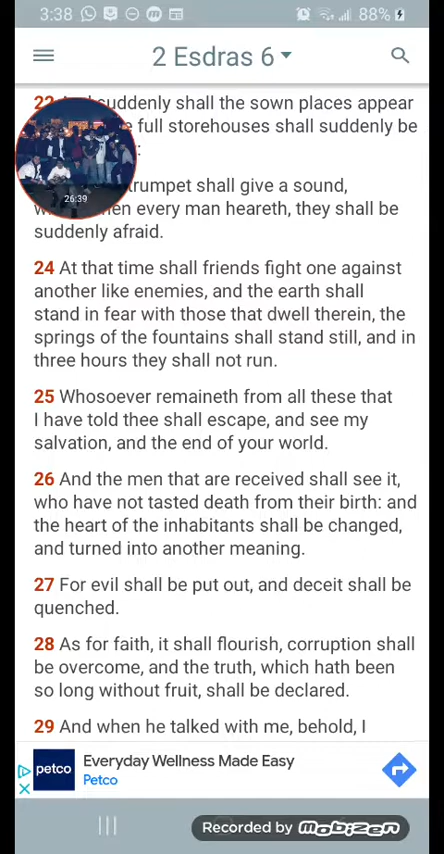 3:38
88%
2 Esdras 6
22 suddenly shall the sown places appear
full storehouses shall suddenly be
:
trumpet shall give a sound,
every man heareth, they shall be
suddenly afraid.
24 At that time shall friends fight one against
another like enemies, and the earth shall
stand in fear with those that dwell therein, the
springs of the fountains shall stand still, and in
three hours they shall not run.
25 Whosoever remaineth from all these that
I have told thee shall escape, and see my
salvation, and the end of your world.
26 And the men that are received shall see it,
who have not tasted death from their birth: and
the heart of the inhabitants shall be changed,
and turned into another meaning.
27 For evil shall be put out, and deceit shall be
quenched.
28 As for faith, it shall flourish, corruption shall
be overcome, and the truth, which hath been
so long without fruit, shall be declared.
29 And when he talked with me, behold, I
26:39
petco
Everyday Wellness Made Easy
Petco
Recorded by Mobizen